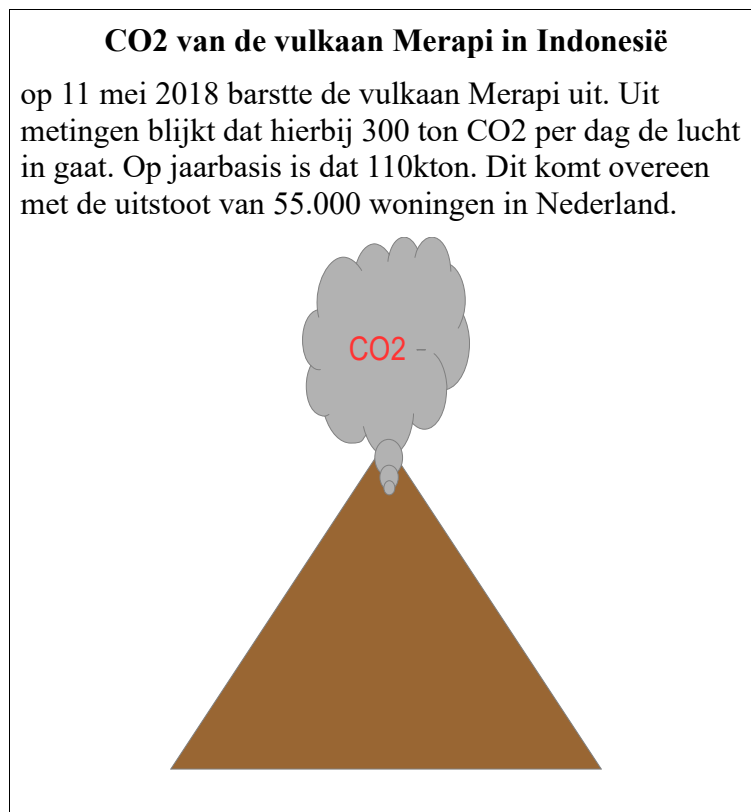 CO2 van de vulkaan Merapi in Indonesië
op 11 mei 2018 barstte de vulkaan Merapi uit. Uit
metingen blijkt dat hierbij 300 ton CO2 per dag de lucht
in gaat. Op jaarbasis is dat 110kton. Dit komt overeen
met de uitstoot van 55.000 woningen in Nederland.
CO2